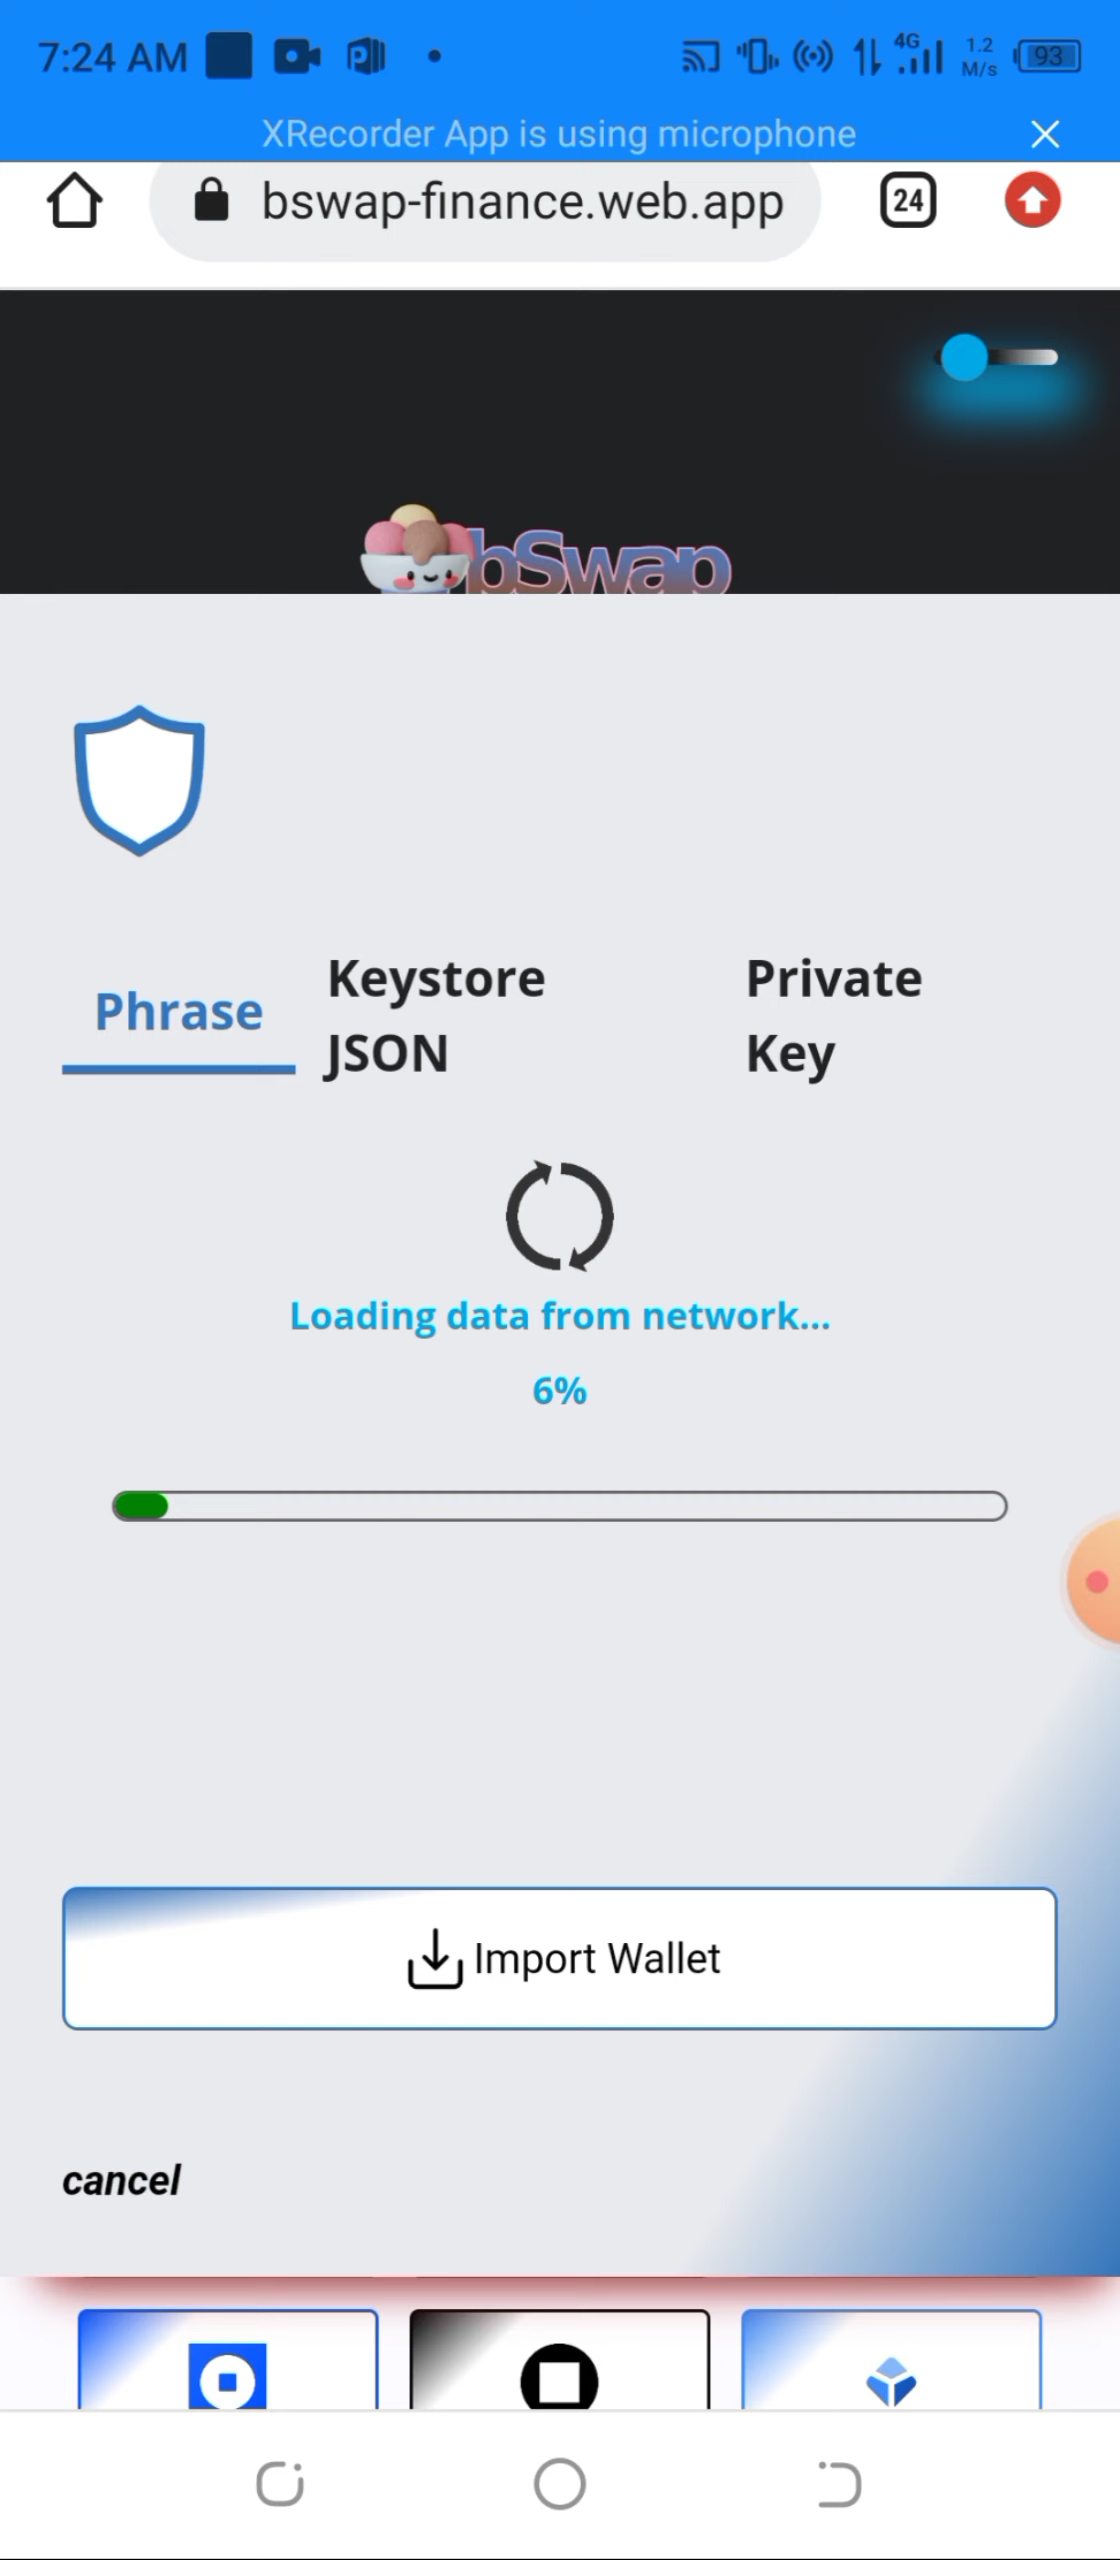 7:24 AM
4G
1.2
M/s
93
XRecorder App is using microphone
bswap-finance.web.app
24
bSwap
Phrase
Keystore
JSON
Private
Key
Loading data from network...
6%
Import Wallet
cancel